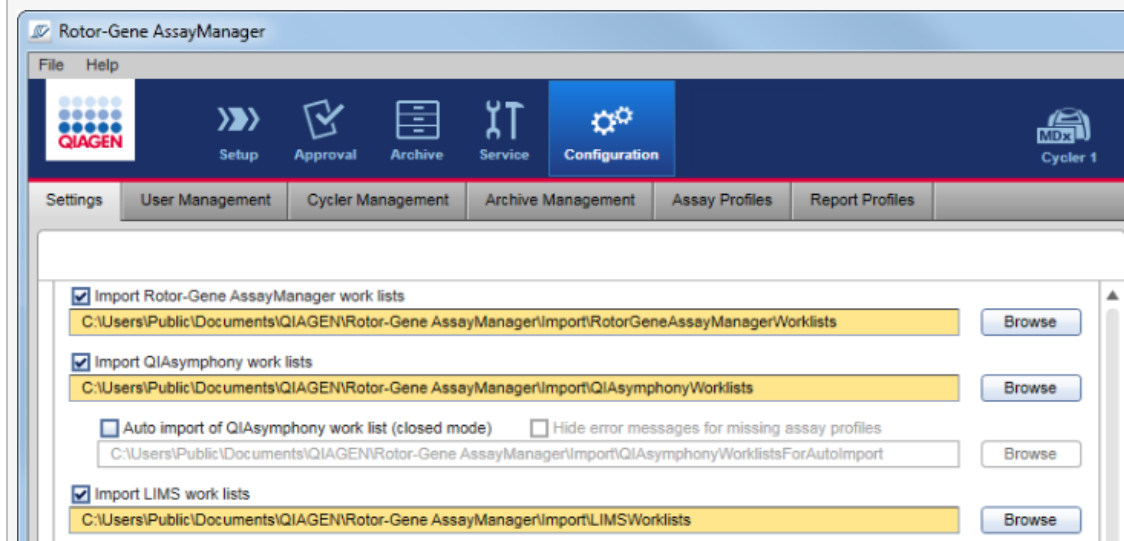 Rotor-Gene AssayManager
File Help
QIAGEN
Setup Approval Archive Service Configuration
MDx
Cycler 1
Settings User Management Cycler Management Archive Management Assay Profiles Report Profiles
Import Rotor-Gene AssayManager work lists
C:\Users\Public\Documents\QIAGEN\Rotor-Gene AssayManager\Import\RotorGeneAssayManagerWorklists Browse
Import QIAsymphony work lists
C:\Users\Public\Documents\QIAGEN\Rotor-Gene AssayManager\Import\QIAsymphonyWorklists Browse
Auto import of QIAsymphony work list (closed mode) Hide error messages for missing assay profiles
C:\Users\Public\Documents\QIAGEN\Rotor-Gene AssayManager\Import\QIAsymphonyWorklistsForAutoImport Browse
Import LIMS work lists
C:\Users\Public\Documents\QIAGEN\Rotor-Gene AssayManager\Import\LIMSWorklists Browse